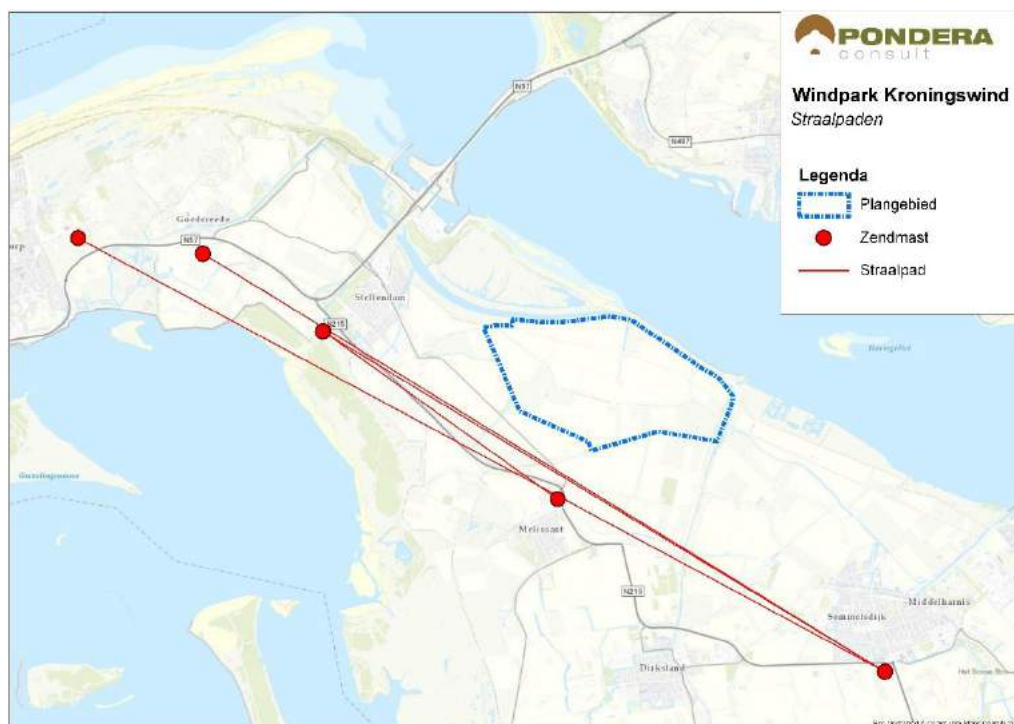 PONDERA
consult
Windpark Kroningswind
Straalpaden
Legenda
Plangebied
Zendmast
Straalpad
N57
N497
Goedereede
N57
Stellendam
N215
Haringvliet
Melissant
N215
Middelharnis
Sommelsdijk
Dirksland